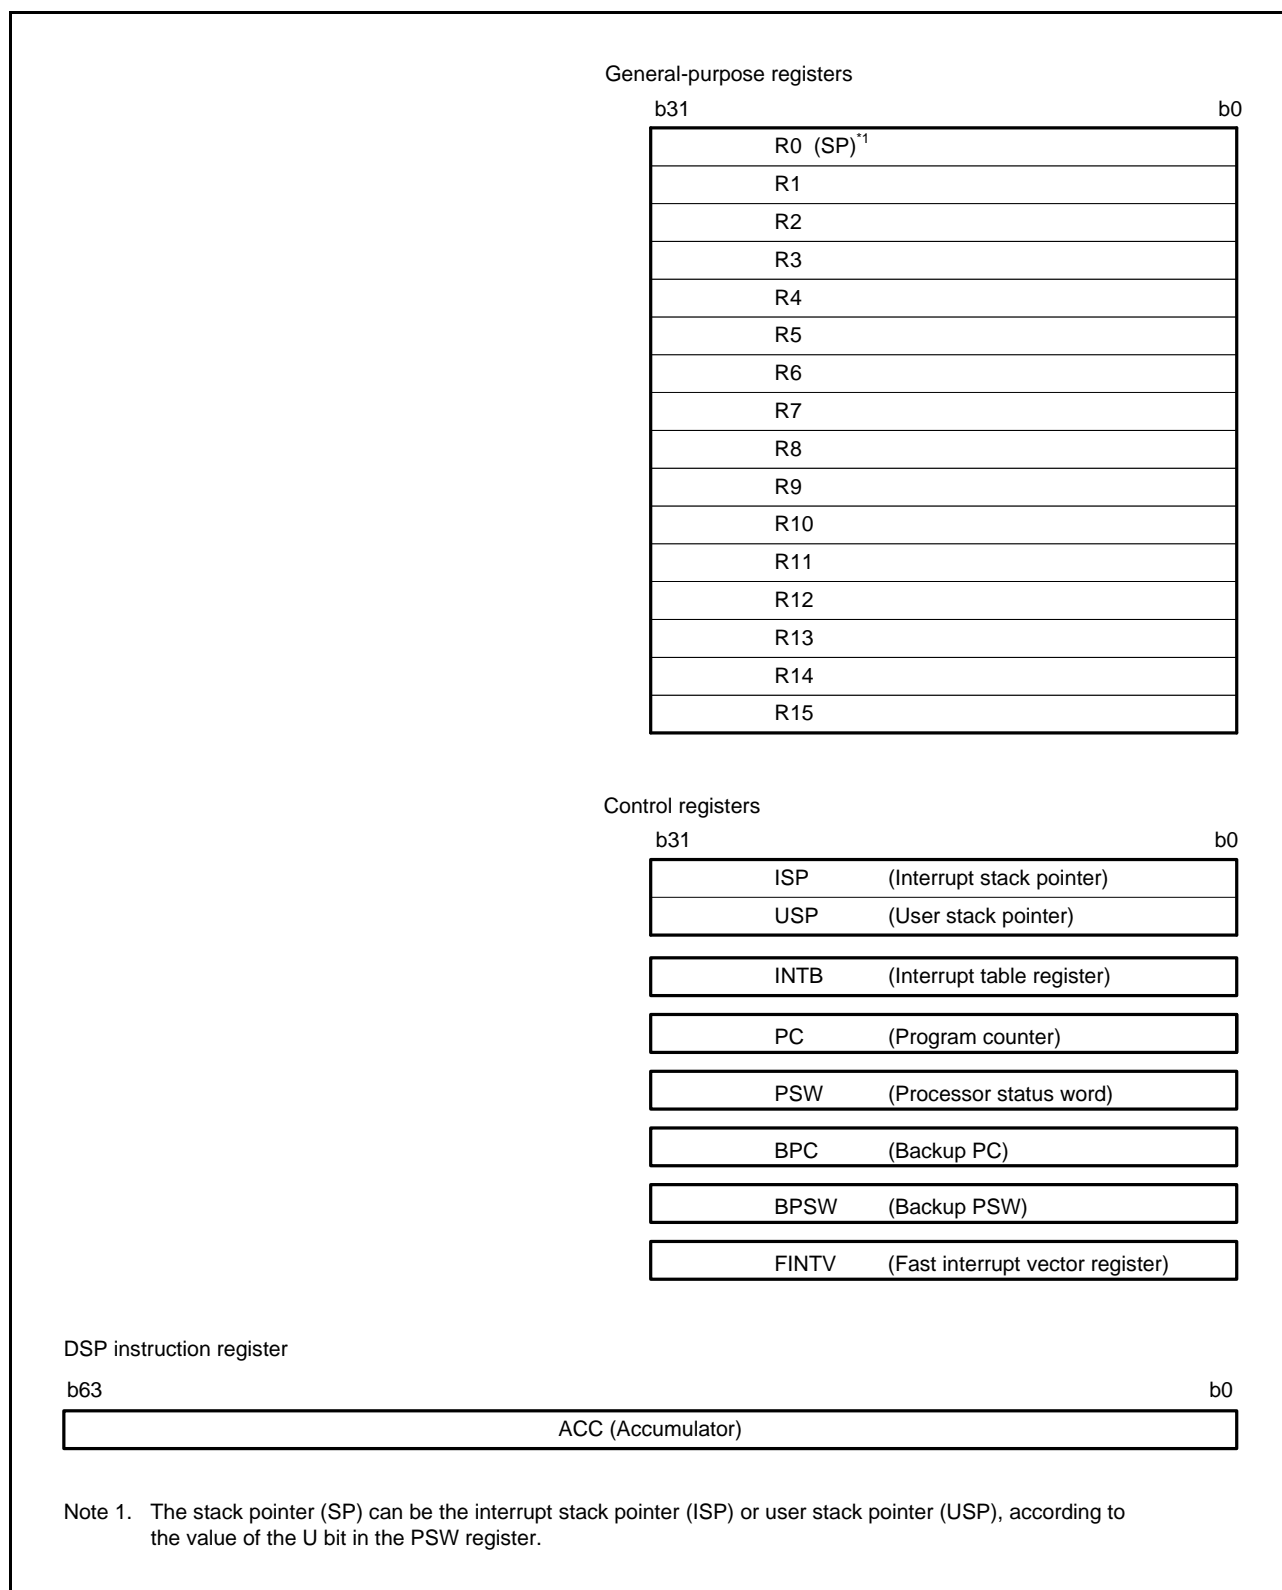 General-purpose registers
b31 b0
R0 (SP)*1
R1
R2
R3
R4
R5
R6
R7
R8
R9
R10
R11
R12
R13
R14
R15
Control registers
b31 b0
ISP (Interrupt stack pointer)
USP (User stack pointer)
INTB (Interrupt table register)
PC (Program counter)
PSW (Processor status word)
BPC (Backup PC)
BPSW (Backup PSW)
FINTV (Fast interrupt vector register)
DSP instruction register
b63 b0
ACC (Accumulator)
Note 1. The stack pointer (SP) can be the interrupt stack pointer (ISP) or user stack pointer (USP), according to
the value of the U bit in the PSW register.